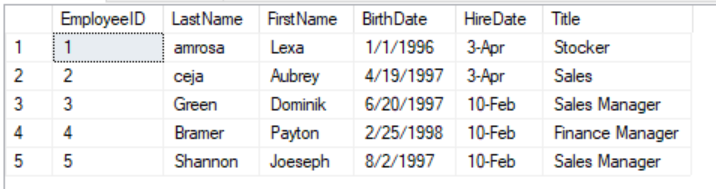 EmployeeID LastName FirstName BirthDate HireDate Title
1 1 amrosa Lexa 1/1/1996 3-Apr Stocker
2 2 ceja Aubrey 4/19/1997 3-Apr Sales
3 3 Green Dominik 6/20/1997 10-Feb Sales Manager
4 4 Bramer Payton 2/25/1998 10-Feb Finance Manager
5 5 Shannon Joeseph 8/2/1997 10-Feb Sales Manager